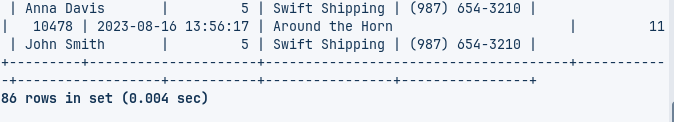 | Anna Davis       |         5 | Swift Shipping | (987) 654-3210 |
|   10478 | 2023-08-16 13:56:17 | Around the Horn                      |         11
| John Smith       |         5 | Swift Shipping | (987) 654-3210 |
+---------+---------------------+--------------------------------------+-----------
-+------------------+-----------+----------------+----------------+
86 rows in set (0.004 sec)